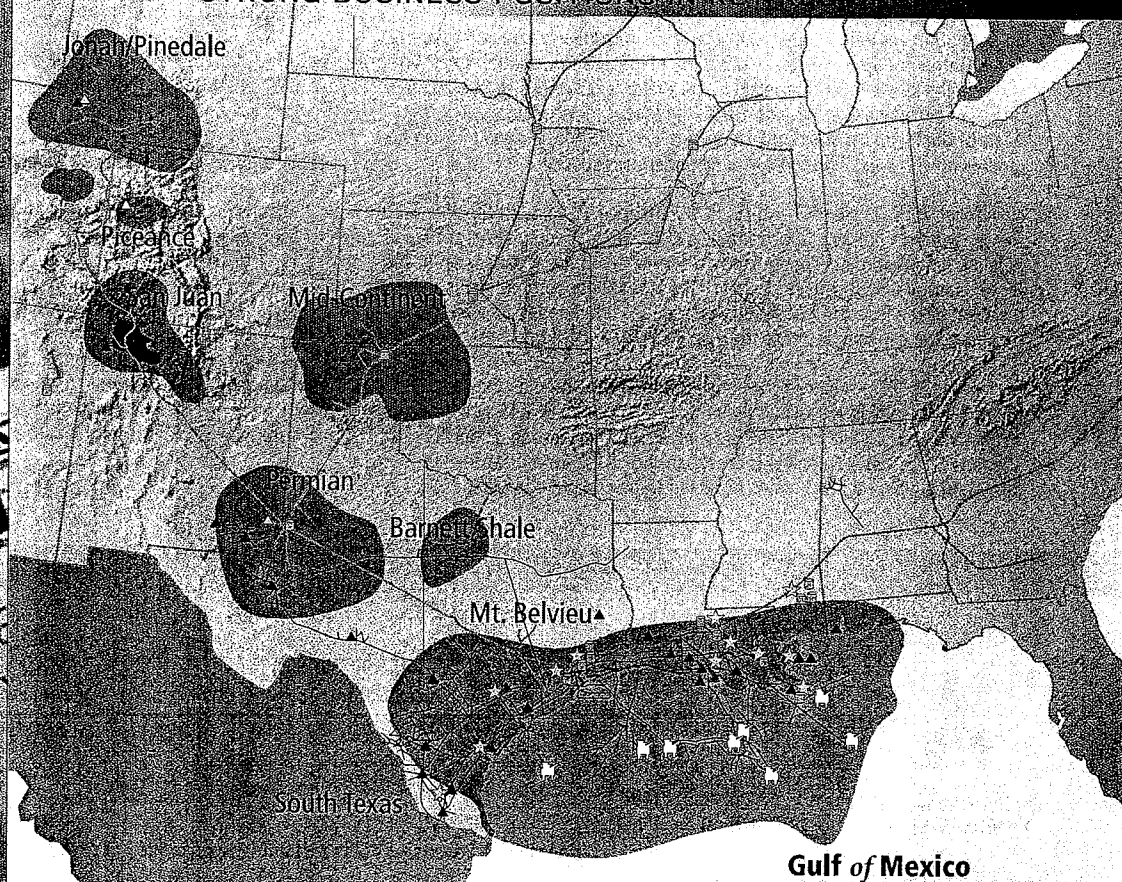 Jonah/Pinedale
Piceance
San Juan
Mid-Continent
Permian
Barnett Shale
Mt. Belvieu
South Texas
Gulf of Mexico